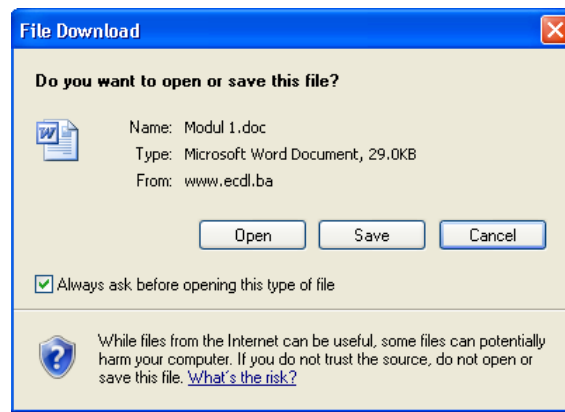 File Download
Do you want to open or save this file?
Name: Modul 1.doc
Type: Microsoft Word Document, 29.0KB
From: www.ecdl.ba
Open Save Cancel
Always ask before opening this type of file
While files from the Internet can be useful, some files can potentially
harm your computer. If you do not trust the source, do not open or
save this file. What's the risk?